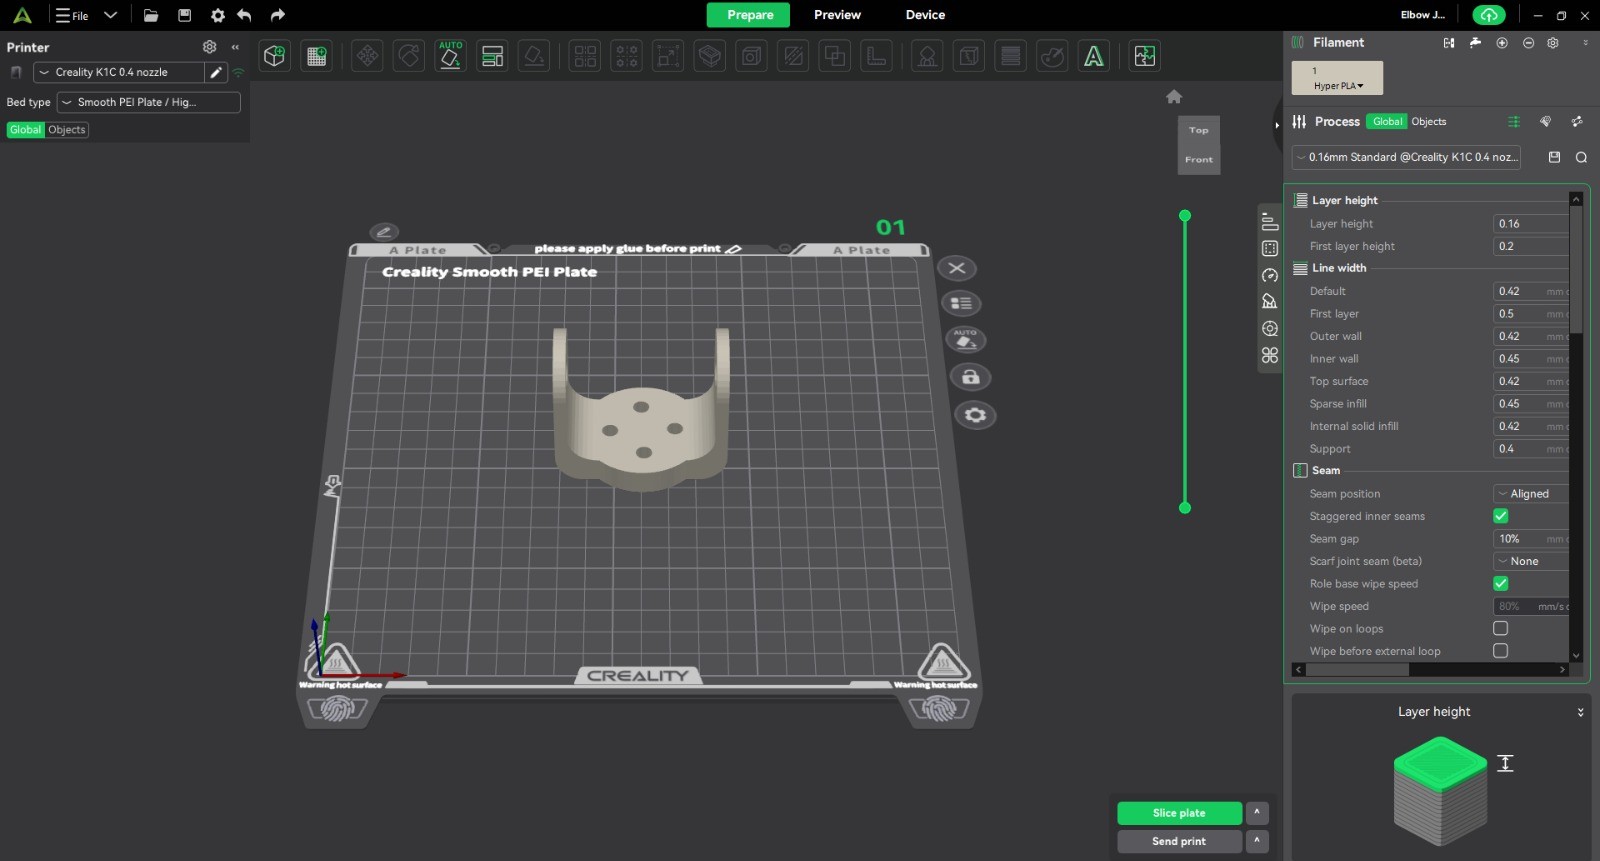 File
Prepare
Preview
Device
Elbow J...
Printer
Creality K1C 0.4 nozzle
Bed type
Smooth PEI Plate / Hig...
Global
Objects
AUTO
Top
Front
01
A Plate
please apply glue before print
A Plate
Creality Smooth PEI Plate
AUTO
CREALITY
Warning hot surface
Warning hot surface
Slice plate
Send print
Filament
1
Hyper PLA
Process
Global
Objects
0.16mm Standard @Creality K1C 0.4 noz...
Layer height
Layer height 0.16
First layer height 0.2
Line width
Default 0.42 mm o
First layer 0.5 mm o
Outer wall 0.42 mm o
Inner wall 0.45 mm o
Top surface 0.42 mm o
Sparse infill 0.45 mm o
Internal solid infill 0.42 mm o
Support 0.4 mm o
Seam
Seam position Aligned
Staggered inner seams
Seam gap 10% mm o
Scarf joint seam (beta) None
Role base wipe speed
Wipe speed 80% mm/s o
Wipe on loops
Wipe before external loop
Layer height